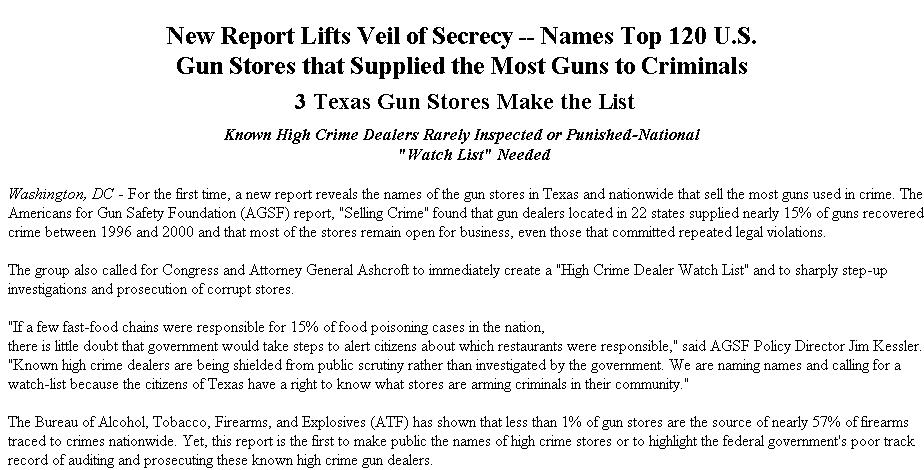 New Report Lifts Veil of Secrecy -- Names Top 120 U.S.
Gun Stores that Supplied the Most Guns to Criminals
3 Texas Gun Stores Make the List
Known High Crime Dealers Rarely Inspected or Punished-National
"Watch List" Needed
Washington, DC - For the first time, a new report reveals the names of the gun stores in Texas and nationwide that sell the most guns used in crime. The
Americans for Gun Safety Foundation (AGSF) report, "Selling Crime" found that gun dealers located in 22 states supplied nearly 15% of guns recovered
crime between 1996 and 2000 and that most of the stores remain open for business, even those that committed repeated legal violations.
The group also called for Congress and Attorney General Ashcroft to immediately create a "High Crime Dealer Watch List" and to sharply step-up
investigations and prosecution of corrupt stores.
"If a few fast-food chains were responsible for 15% of food poisoning cases in the nation,
there is little doubt that government would take steps to alert citizens about which restaurants were responsible," said AGSF Policy Director Jim Kessler.
"Known high crime dealers are being shielded from public scrutiny rather than investigated by the government. We are naming names and calling for a
watch-list because the citizens of Texas have a right to know what stores are arming criminals in their community."
The Bureau of Alcohol, Tobacco, Firearms, and Explosives (ATF) has shown that less than 1% of gun stores are the source of nearly 57% of firearms
traced to crimes nationwide. Yet, this report is the first to make public the names of high crime stores or to highlight the federal government's poor track
record of auditing and prosecuting these known high crime gun dealers.